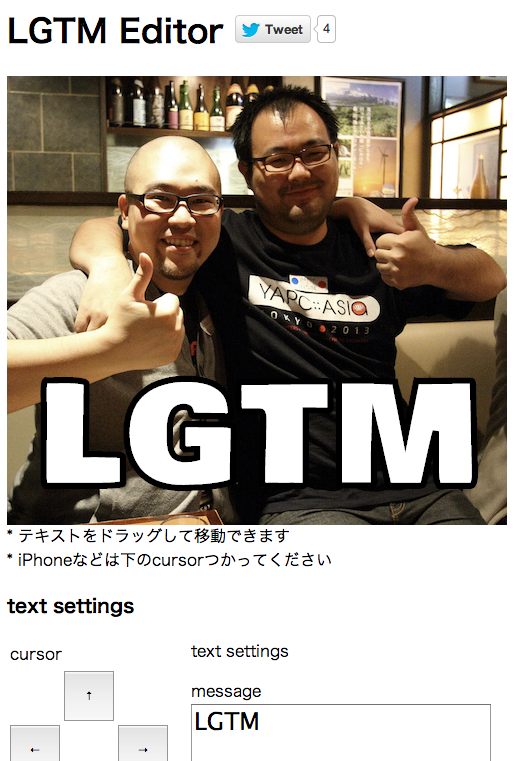 LGTM Editor
Tweet
4
YAPC::ASIA
TOKYO 2013
LGTM
* テキストをドラッグして移動できます
* iPhoneなどは下のcursorつかってください
text settings
cursor
text settings
message
↑
LGTM
←
→